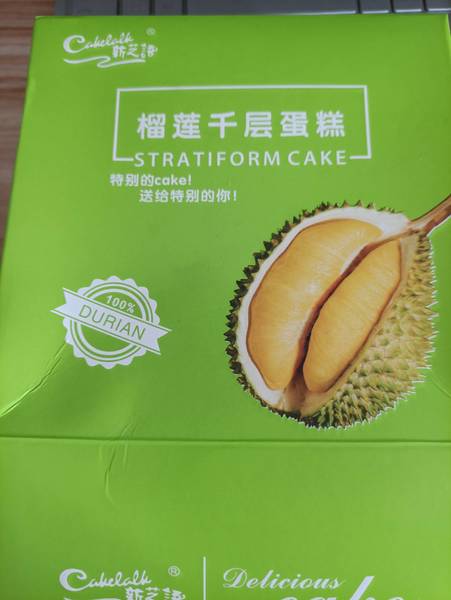 Cakelalk®
新芝语
榴莲千层蛋糕
STRATIFORM CAKE
特别的cake!
送给特别的你!
100%
DURIAN
Cakelalk®
新芝语
Delicious
cake